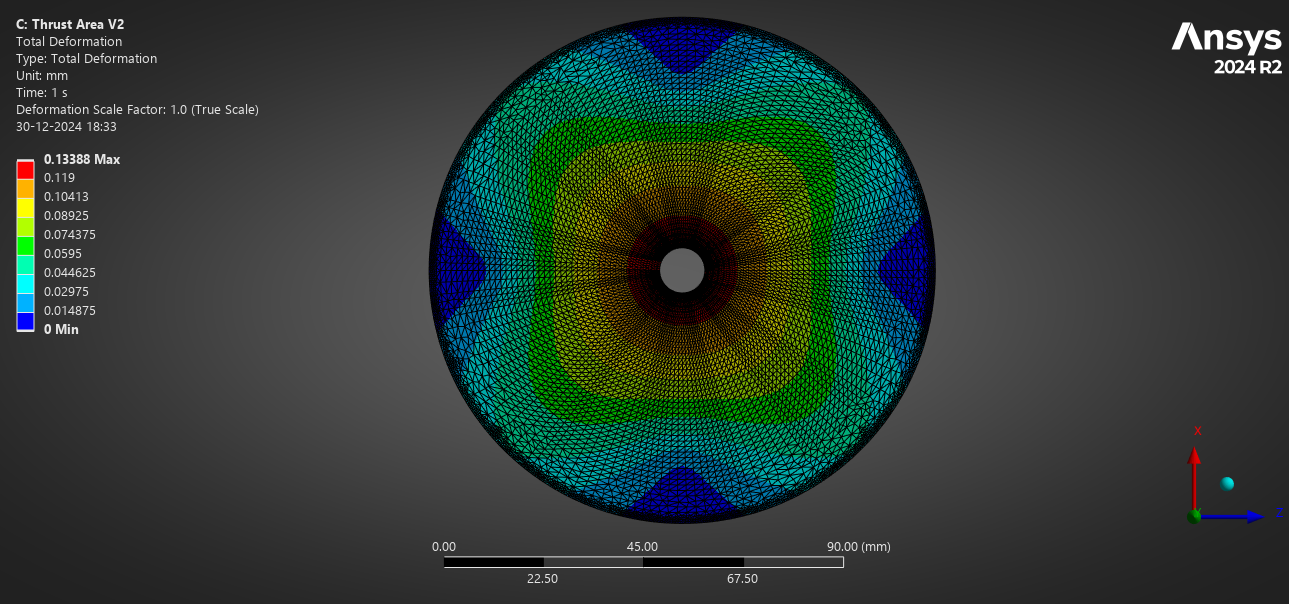 C: Thrust Area V2
Total Deformation
Type: Total Deformation
Unit: mm
Time: 1 s
Deformation Scale Factor: 1.0 (True Scale)
30-12-2024 18:33
0.13388 Max
0.119
0.10413
0.08925
0.074375
0.0595
0.044625
0.02975
0.014875
0 Min
Ansys
2024 R2
0.00 45.00 90.00 (mm)
22.50 67.50
X
Y
Z